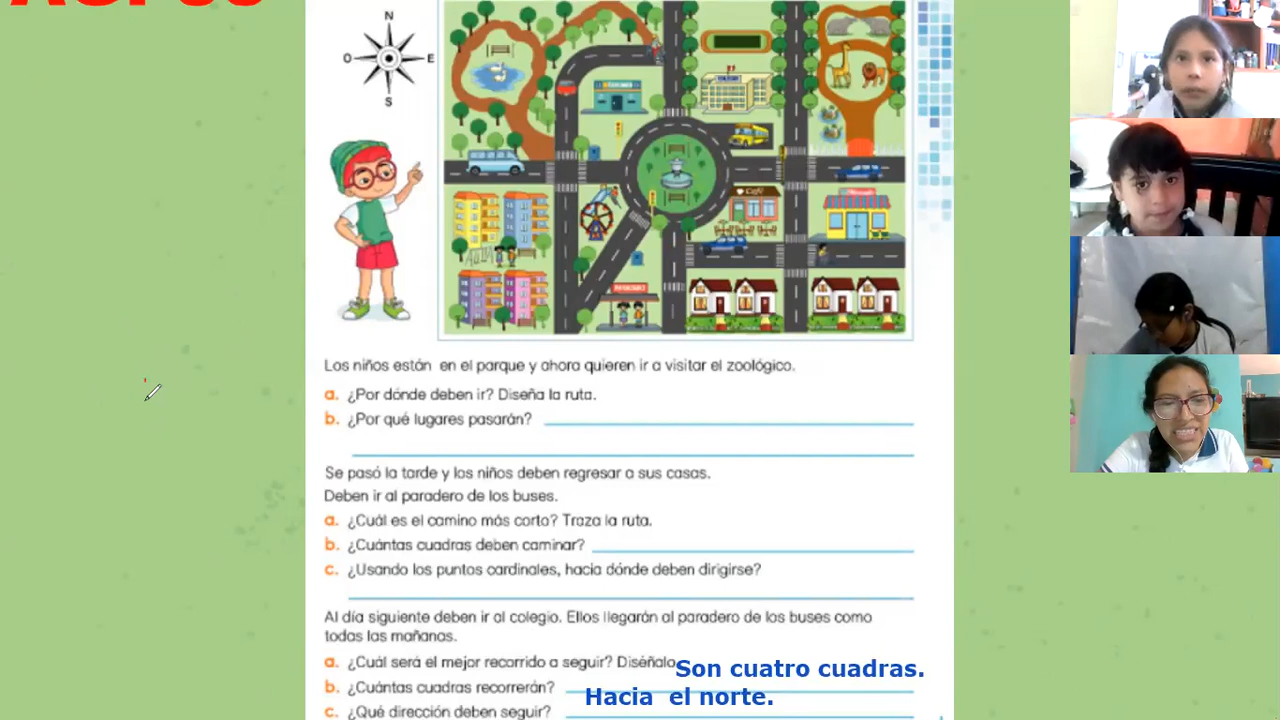 N
O
E
S
Café
Los niños están en el parque y ahora quieren ir a visitar el zoológico.
a. ¿Por dónde deben ir? Diseña la ruta.
b. ¿Por qué lugares pasarán?
Se pasó la tarde y los niños deben regresar a sus casas.
Deben ir al paradero de los buses.
a. ¿Cuál es el camino más corto? Traza la ruta.
b. ¿Cuántas cuadras deben caminar?
c. ¿Usando los puntos cardinales, hacia dónde deben dirigirse?
Al día siguiente deben ir al colegio. Ellos llegarán al paradero de los buses como
todas las mañanas.
a. ¿Cuál será el mejor recorrido a seguir? Diséñalo
Son cuatro cuadras.
b. ¿Cuántas cuadras recorrerán?
Hacia el norte.
c. ¿Qué dirección deben seguir?